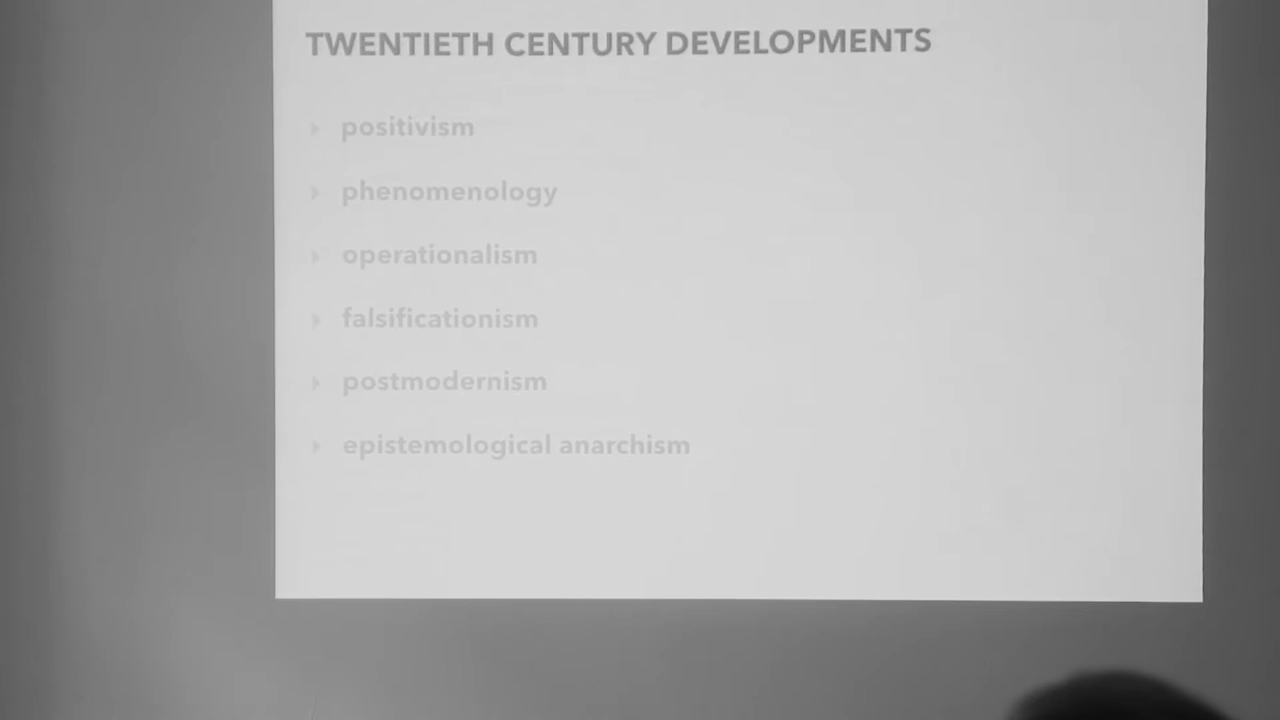 TWENTIETH CENTURY DEVELOPMENTS
positivism
phenomenology
operationalism
falsificationism
postmodernism
epistemological anarchism